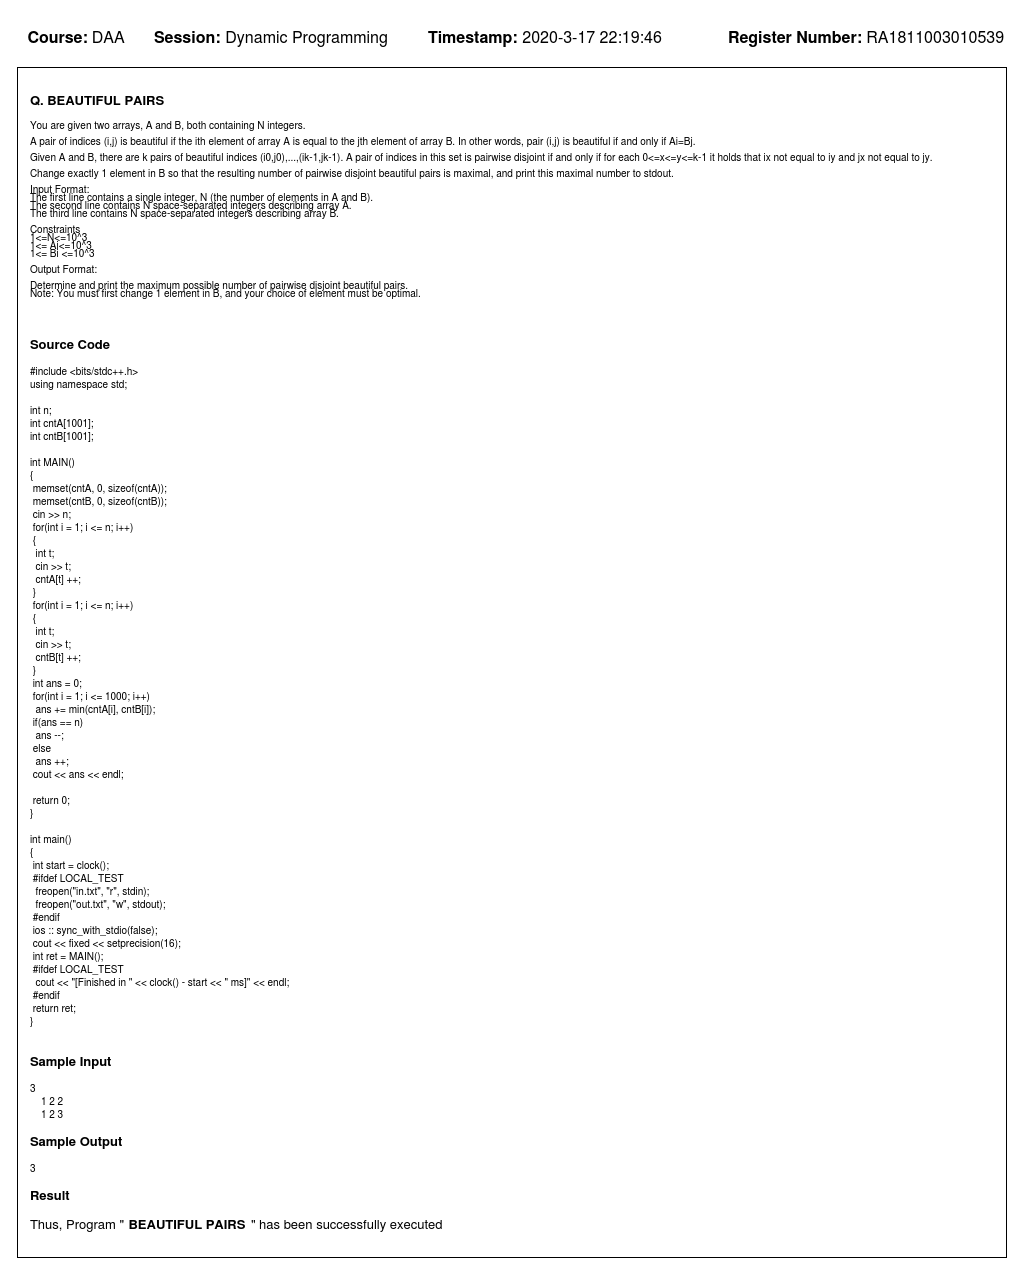 Course: DAA Session: Dynamic Programming Timestamp: 2020-3-17 22:19:46 Register Number: RA1811003010539
Q. BEAUTIFUL PAIRS
You are given two arrays, A and B, both containing N integers.
A pair of indices (i,j) is beautiful if the ith element of array A is equal to the jth element of array B. In other words, pair (i,j) is beautiful if and only if Ai=Bj.
Given A and B, there are k pairs of beautiful indices (i0,j0),...,(ik-1,jk-1). A pair of indices in this set is pairwise disjoint if and only if for each 0<=x<=y<=k-1 it holds that ix not equal to iy and jx not equal to jy.
Change exactly 1 element in B so that the resulting number of pairwise disjoint beautiful pairs is maximal, and print this maximal number to stdout.
Input Format:
The first line contains a single integer, N (the number of elements in A and B).
The second line contains N space-separated integers describing array A.
The third line contains N space-separated integers describing array B.
Constraints
1<=N<=10^3
1<= Ai<=10^3
1<= Bi <=10^3
Output Format:
Determine and print the maximum possible number of pairwise disjoint beautiful pairs.
Note: You must first change 1 element in B, and your choice of element must be optimal.
Source Code
#include <bits/stdc++.h>
using namespace std;
int n;
int cntA[1001];
int cntB[1001];
int MAIN()
{
memset(cntA, 0, sizeof(cntA));
memset(cntB, 0, sizeof(cntB));
cin >> n;
for(int i = 1; i <= n; i++)
{
int t;
cin >> t;
cntA[t] ++;
}
for(int i = 1; i <= n; i++)
{
int t;
cin >> t;
cntB[t] ++;
}
int ans = 0;
for(int i = 1; i <= 1000; i++)
ans += min(cntA[i], cntB[i]);
if(ans == n)
ans --;
else
ans ++;
cout << ans << endl;
return 0;
}
int main()
{
int start = clock();
#ifdef LOCAL_TEST
freopen("in.txt", "r", stdin);
freopen("out.txt", "w", stdout);
#endif
ios :: sync_with_stdio(false);
cout << fixed << setprecision(16);
int ret = MAIN();
#ifdef LOCAL_TEST
cout << "[Finished in " << clock() - start << " ms]" << endl;
#endif
return ret;
}
Sample Input
3
1 2 2
1 2 3
Sample Output
3
Result
Thus, Program " BEAUTIFUL PAIRS " has been successfully executed